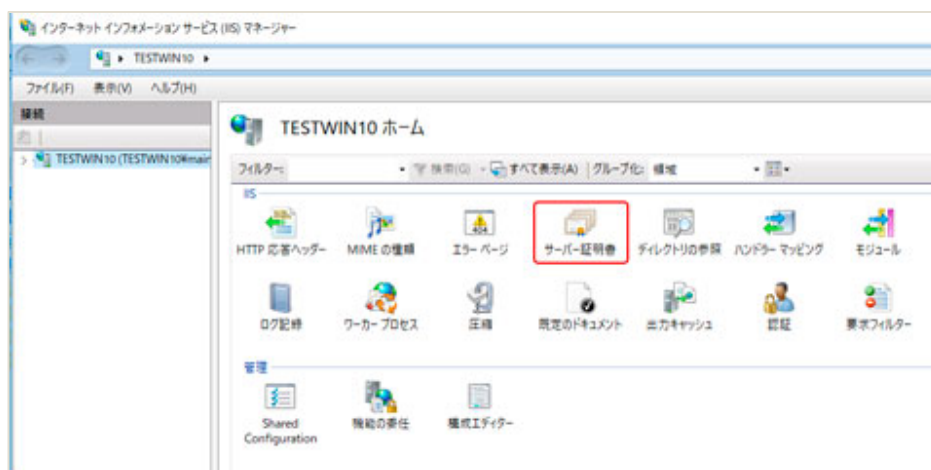 インターネット インフォメーション サービス (IIS) マネージャー
TESTWIN10
ファイル(F) 表示(V) ヘルプ(H)
接続
TESTWIN10 (TESTWIN10¥main
TESTWIN10 ホーム
フィルター: 検索(G) すべて表示(A) グループ化: 領域
IIS
HTTP 応答ヘッダー MIME の種類 エラー ページ サーバー証明書 ディレクトリの参照 ハンドラー マッピング モジュール
404
ログ記録 ワーカー プロセス 圧縮 既定のドキュメント 出力キャッシュ 認証 要求フィルター
管理
Shared Configuration 機能の委任 構成エディター